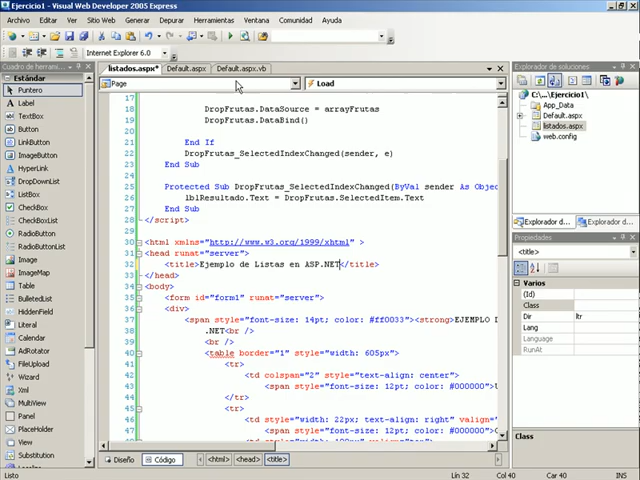 Ejercicio1 - Visual Web Developer 2005 Express
Archivo Editar Ver Sitio Web Generar Depurar Herramientas Ventana Comunidad Ayuda
Internet Explorer 6.0
Cuadro de herramien...
Estándar
Puntero
Label
TextBox
Button
LinkButton
ImageButton
HyperLink
DropDownList
ListBox
CheckBox
CheckBoxList
RadioButton
RadioButtonList
Image
ImageMap
Table
BulletedList
HiddenField
Literal
Calendar
AdRotator
FileUpload
Wizard
Xml
MultiView
Panel
PlaceHolder
View
Substitution
Localize
listados.aspx* Default.aspx Default.aspx.vb
Page Load
17
18 DropFrutas.DataSource = arrayFrutas
19 DropFrutas.DataBind()
20
21 End If
22 DropFrutas_SelectedIndexChanged(sender, e)
23 End Sub
24
25 Protected Sub DropFrutas_SelectedIndexChanged(ByVal sender As Objec
26 lblResultado.Text = DropFrutas.SelectedItem.Text
27 End Sub
28 </script>
29
30 <html xmlns="http://www.w3.org/1999/xhtml" >
31 <head runat="server">
32 <title>Ejemplo de Listas en ASP.NET</title>
33 </head>
34 <body>
35 <form id="form1" runat="server">
36 <div>
37 <span style="font-size: 14pt; color: #ff0033"><strong>EJEMPLO D
38 .NET<br />
39 <br />
40 <table border="1" style="width: 605px">
41 <tr>
42 <td colspan="2" style="text-align: center">
43 <span style="font-size: 12pt; color: #000000">U
44 </tr>
45 <tr>
46 <td style="width: 22px; text-align: right" valign="
47 <span style="font-size: 12pt; color: #000000">G
Diseño Código <html> <head> <title>
Explorador de soluciones
C:\...\Ejercicio1\
App_Data
Default.aspx
listados.aspx
web.config
Explorador d... Explorador de...
Propiedades
<title>
Varios
(Id)
Class
Dir ltr
Lang
RunAt
Class
Listo Lín 32 Col 40 Car 40 INS